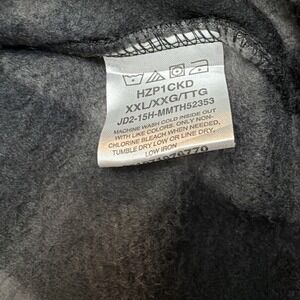 HZP1CKD
XXL/XXG/TTG
JD2-15H-MMTH52353
MACHINE WASH COLD INSIDE OUT
WITH LIKE COLORS. ONLY NON-
CHLORINE BLEACH WHEN NEEDED,
TUMBLE DRY LOW OR LINE DRY.
LOW IRON